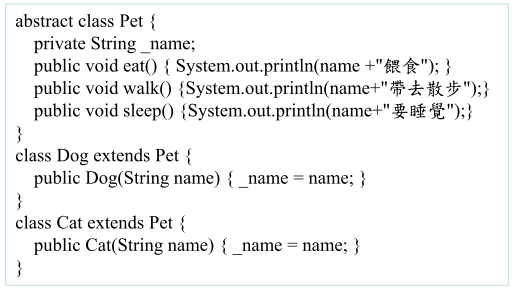 abstract class Pet {
private String _name;
public void eat() { System.out.println(name +"餵食"); }
public void walk() {System.out.println(name+"帶去散步");}
public void sleep() {System.out.println(name+"要睡覺");}
}
class Dog extends Pet {
public Dog(String name) { _name = name; }
}
class Cat extends Pet {
public Cat(String name) { _name = name; }
}